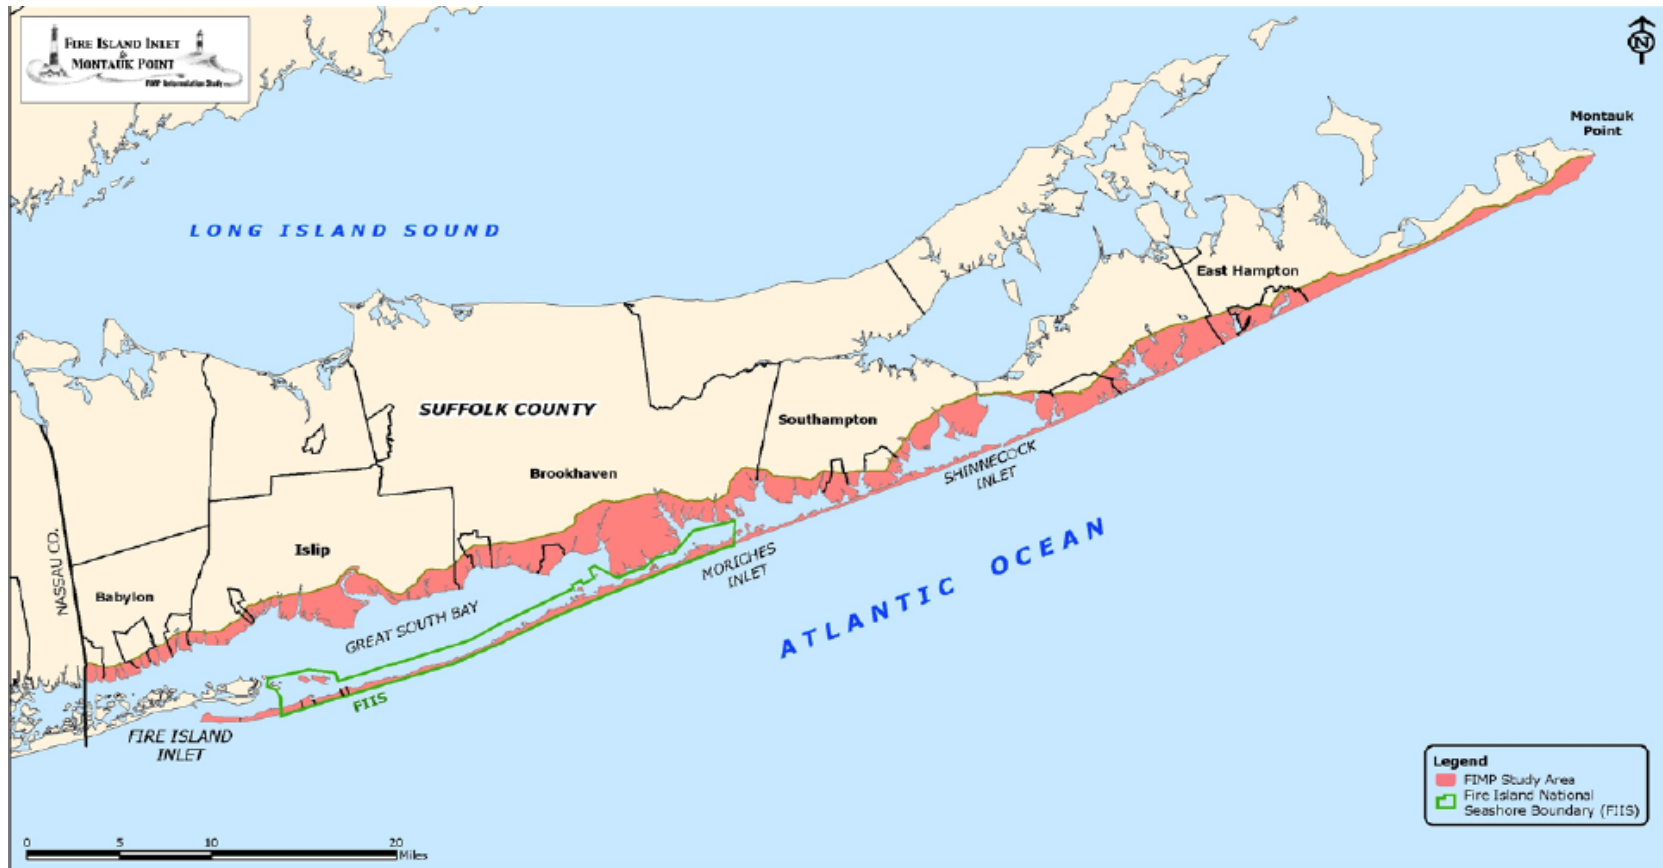 FIRE ISLAND INLET
&
MONTAUK POINT
N
Montauk
Point
LONG ISLAND SOUND
East Hampton
SUFFOLK COUNTY
Southampton
Brookhaven
SHINNECOCK
INLET
NASSAU CO.
Islip
MORICHES
INLET
ATLANTIC OCEAN
Babylon
GREAT SOUTH BAY
FIIS
FIRE ISLAND
INLET
Legend
FIMP Study Area
Fire Island National
Seashore Boundary (FIIS)
0 5 10 20
Miles